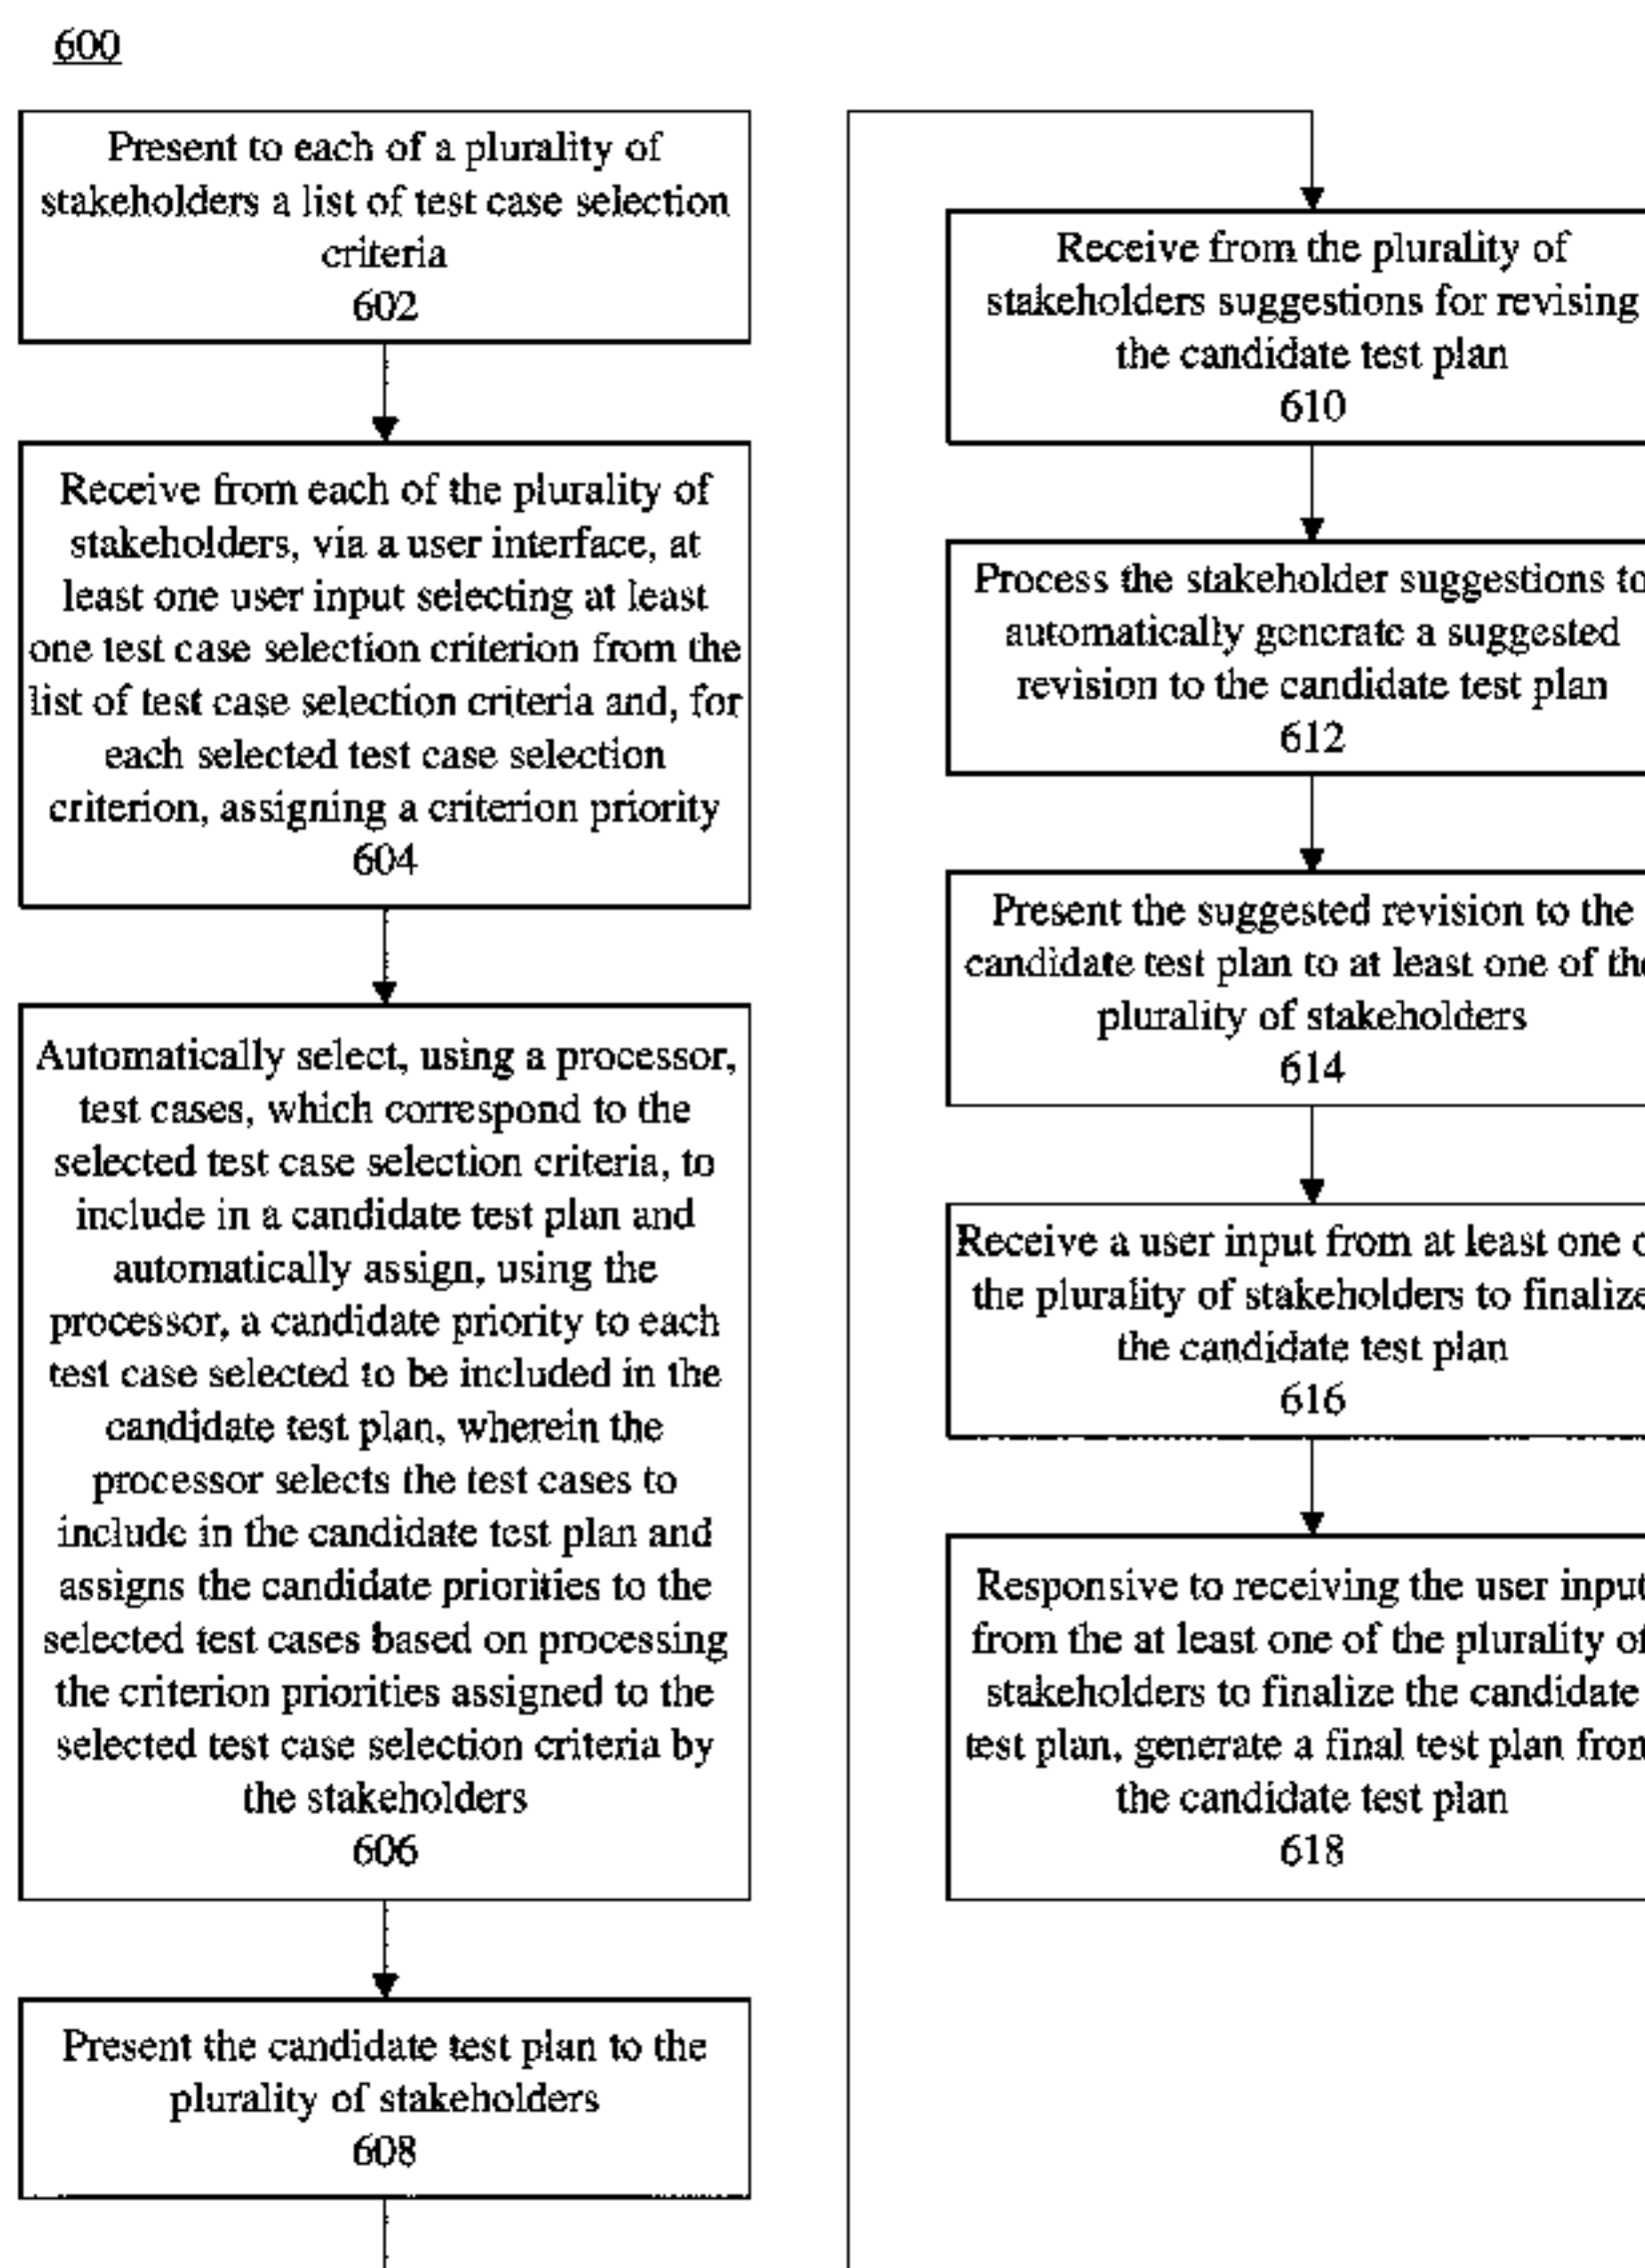 600
Present to each of a plurality of
stakeholders a list of test case selection
criteria
602
Receive from each of the plurality of
stakeholders, via a user interface, at
least one user input selecting at least
one test case selection criterion from the
list of test case selection criteria and, for
each selected test case selection
criterion, assigning a criterion priority
604
Automatically select, using a processor,
test cases, which correspond to the
selected test case selection criteria, to
include in a candidate test plan and
automatically assign, using the
processor, a candidate priority to each
test case selected to be included in the
candidate test plan, wherein the
processor selects the test cases to
include in the candidate test plan and
assigns the candidate priorities to the
selected test cases based on processing
the criterion priorities assigned to the
selected test case selection criteria by
the stakeholders
606
Present the candidate test plan to the
plurality of stakeholders
608
Receive from the plurality of
stakeholders suggestions for revising
the candidate test plan
610
Process the stakeholder suggestions to
automatically generate a suggested
revision to the candidate test plan
612
Present the suggested revision to the
candidate test plan to at least one of the
plurality of stakeholders
614
Receive a user input from at least one
the plurality of stakeholders to finalize
the candidate test plan
616
Responsive to receiving the user input
from the at least one of the plurality of
stakeholders to finalize the candidate
test plan, generate a final test plan from
the candidate test plan
618